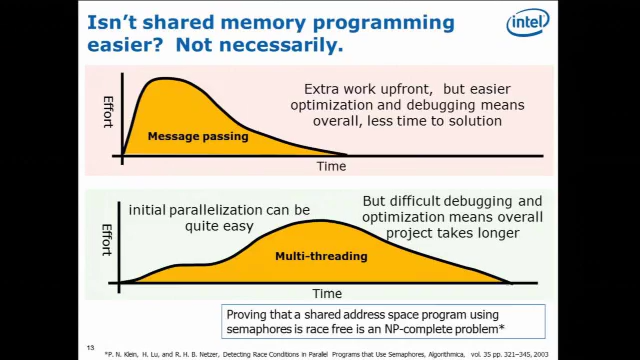 Isn't shared memory programming
easier? Not necessarily.
intel
Effort
Message passing
Extra work upfront, but easier
optimization and debugging means
overall, less time to solution
Time
Effort
initial parallelization can be
quite easy
But difficult debugging and
optimization means overall
project takes longer
Multi-threading
Time
Proving that a shared address space program using
semaphores is race free is an NP-complete problem*
13
*P. N. Klein, H. Lu, and R. H. B. Netzer, Detecting Race Conditions in Parallel Programs that Use Semaphores, Algorithmica, vol. 35 pp. 321–345, 2003